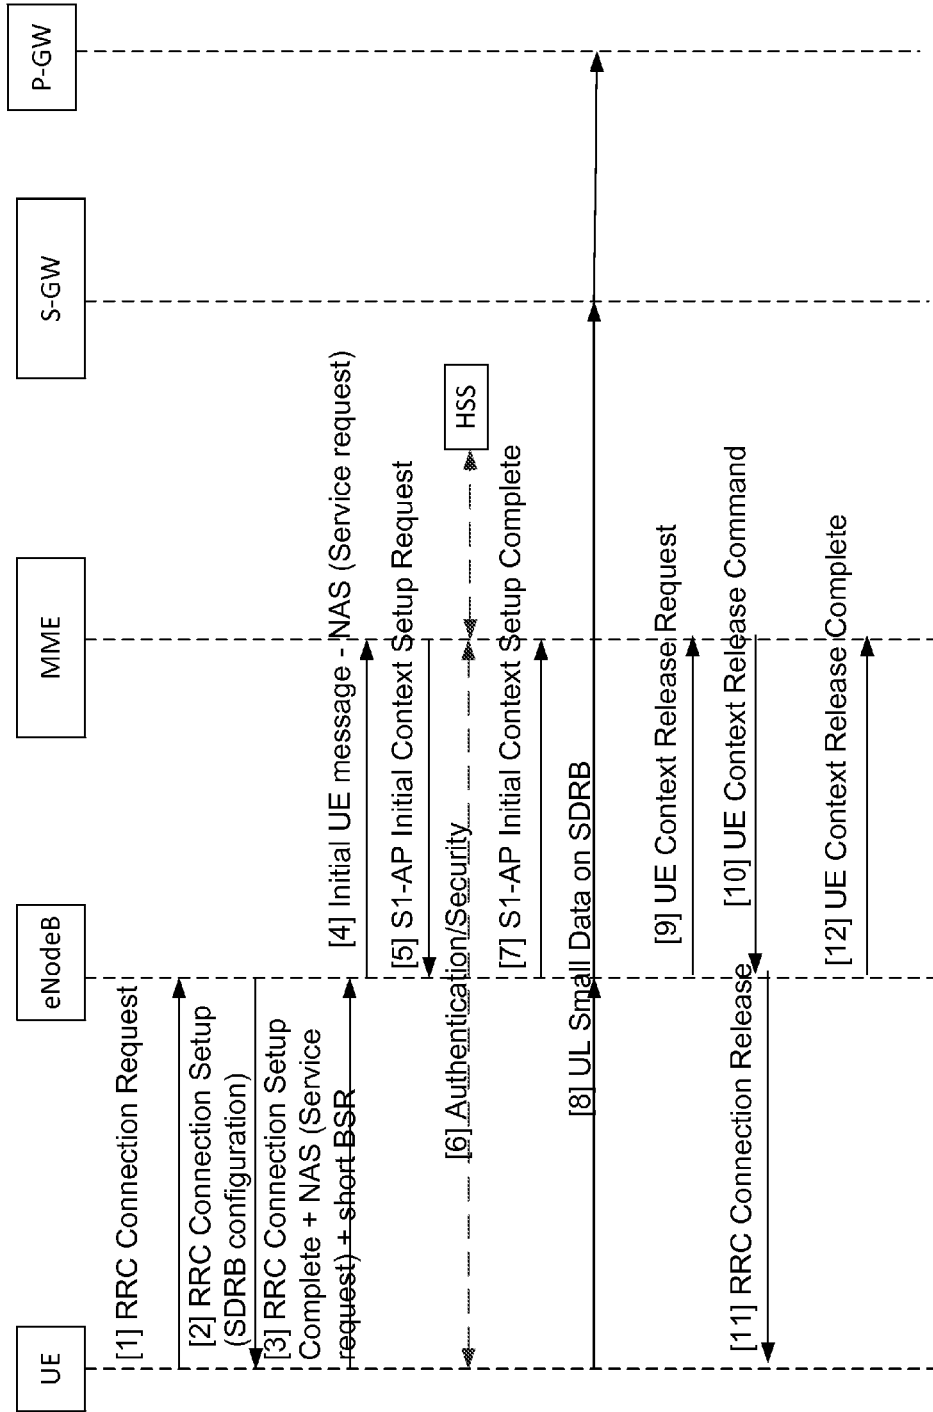 UE
eNodeB
MME
S-GW
P-GW
[1] RRC Connection Request
[2] RRC Connection Setup
(SDRB configuration)
[3] RRC Connection Setup
Complete + NAS (Service
request) + short BSR
[4] Initial UE message - NAS (Service request)
[5] S1-AP Initial Context Setup Request
[6] Authentication/Security
HSS
[7] S1-AP Initial Context Setup Complete
[8] UL Small Data on SDRB
[9] UE Context Release Request
[10] UE Context Release Command
[11] RRC Connection Release
[12] UE Context Release Complete